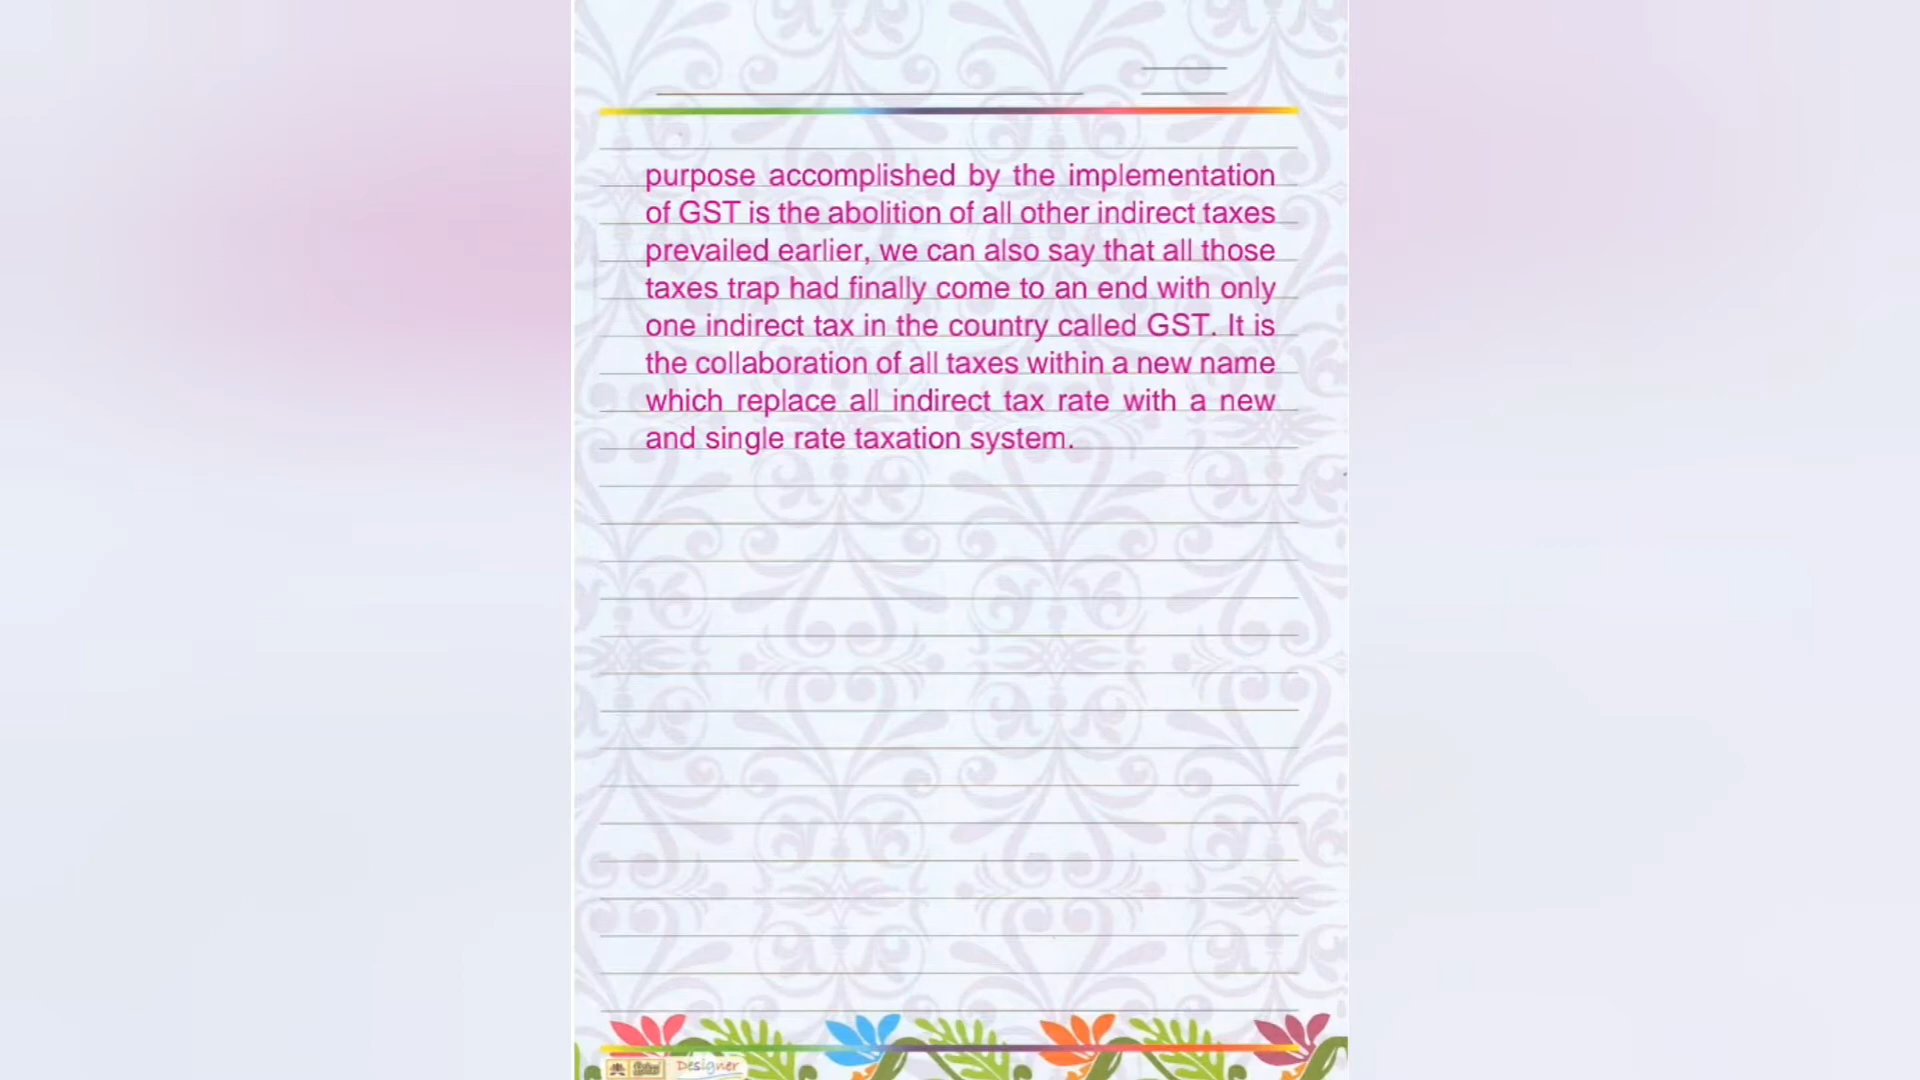 purpose accomplished by the implementation
of GST is the abolition of all other indirect taxes
prevailed earlier, we can also say that all those
taxes trap had finally come to an end with only
one indirect tax in the country called GST. It is
the collaboration of all taxes within a new name
which replace all indirect tax rate with a new
and single rate taxation system.
Designer